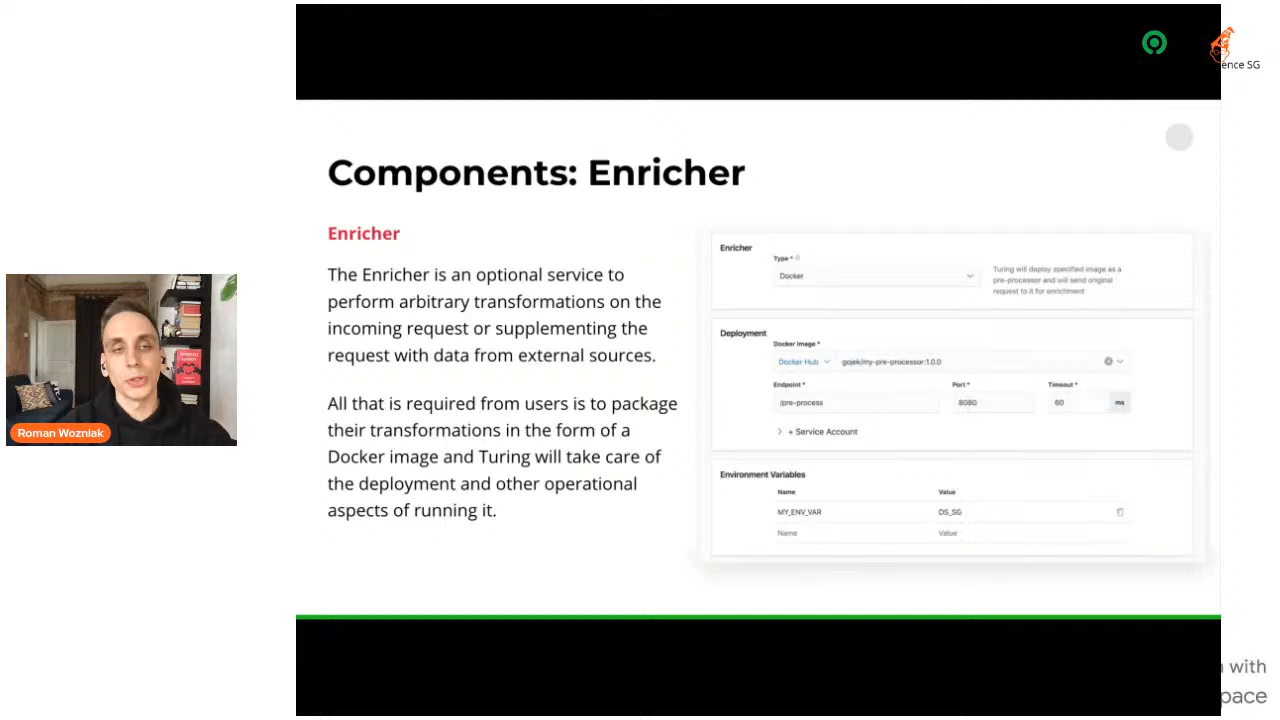 ence SG
Components: Enricher
Enricher
The Enricher is an optional service to
perform arbitrary transformations on the
incoming request or supplementing the
request with data from external sources.
All that is required from users is to package
their transformations in the form of a
Docker image and Turing will take care of
the deployment and other operational
aspects of running it.
Enricher
Type *
Docker
Turing will deploy specified image as a
pre-processor and will send original
request to it for enrichment
Deployment
Docker Image *
Docker Hub gojek/my-pre-processor:1.0.0
Endpoint * Port * Timeout *
/pre-process 8080 60 ms
+ Service Account
Environment Variables
Name Value
MY_ENV_VAR DS_SG
Name Value
Roman Wozniak
with
pace